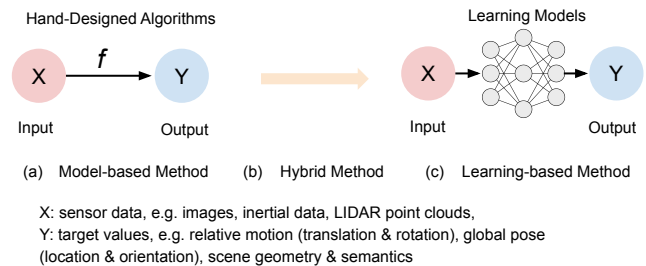 Hand-Designed Algorithms
Learning Models
X
f
Y
X
Y
Input
Output
Input
Output
(a) Model-based Method
(b) Hybrid Method
(c) Learning-based Method
X: sensor data, e.g. images, inertial data, LIDAR point clouds,
Y: target values, e.g. relative motion (translation & rotation), global pose
(location & orientation), scene geometry & semantics